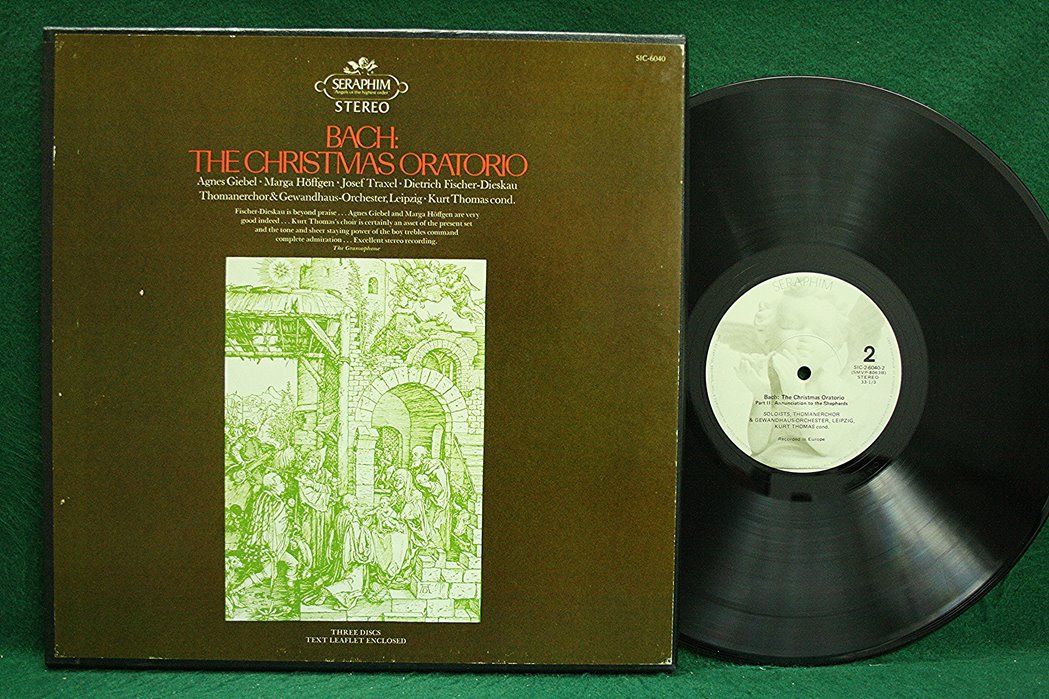 SIC-6040
SERAPHIM
Angels of the highest order
STEREO
BACH:
THE CHRISTMAS ORATORIO
Agnes Giebel • Marga Höffgen • Josef Traxel • Dietrich Fischer-Dieskau
Thomanerchor & Gewandhaus-Orchester, Leipzig • Kurt Thomas cond.
Fischer-Dieskau is beyond praise . . . Agnes Giebel and Marga Höffgen are very
good indeed . . . Kurt Thomas's choir is certainly an asset of the present set
and the tone and sheer staying power of the boy trebles command
complete admiration . . . Excellent stereo recording.
The Gramophone
THREE DISCS
TEXT LEAFLET ENCLOSED
SERAPHIM
2
SIC-2-6040-2
STEREO
33-1/3
Bach: The Christmas Oratorio
Part II: Annunciation to the Shepherds
SOLOISTS, THOMANERCHOR
& GEWANDHAUS-ORCHESTER, LEIPZIG,
KURT THOMAS cond.
Recorded in Europe